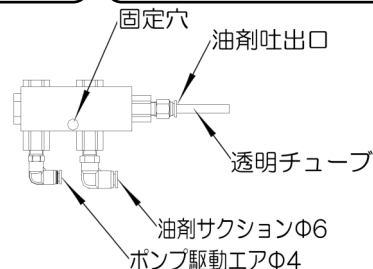 固定穴
油剤吐出口
透明チューブ
油剤サクションΦ6
ポンプ駆動エアΦ4